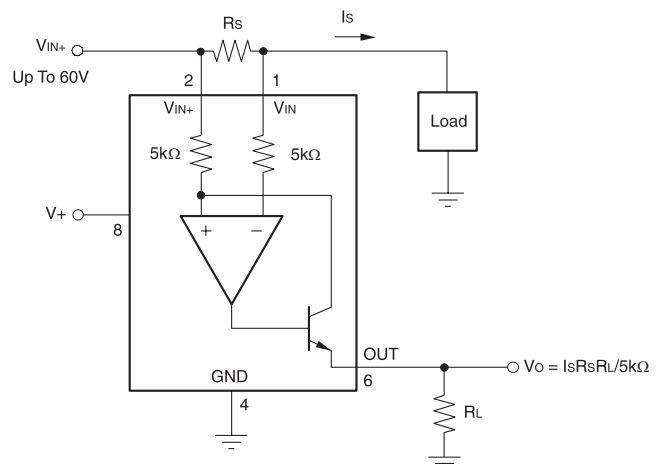 RS
IS
VIN+
Up To 60V
2
1
VIN+
VIN
Load
5kΩ
5kΩ
V+
8
+
−
OUT
GND
6
VO = ISRSRL/5kΩ
4
RL